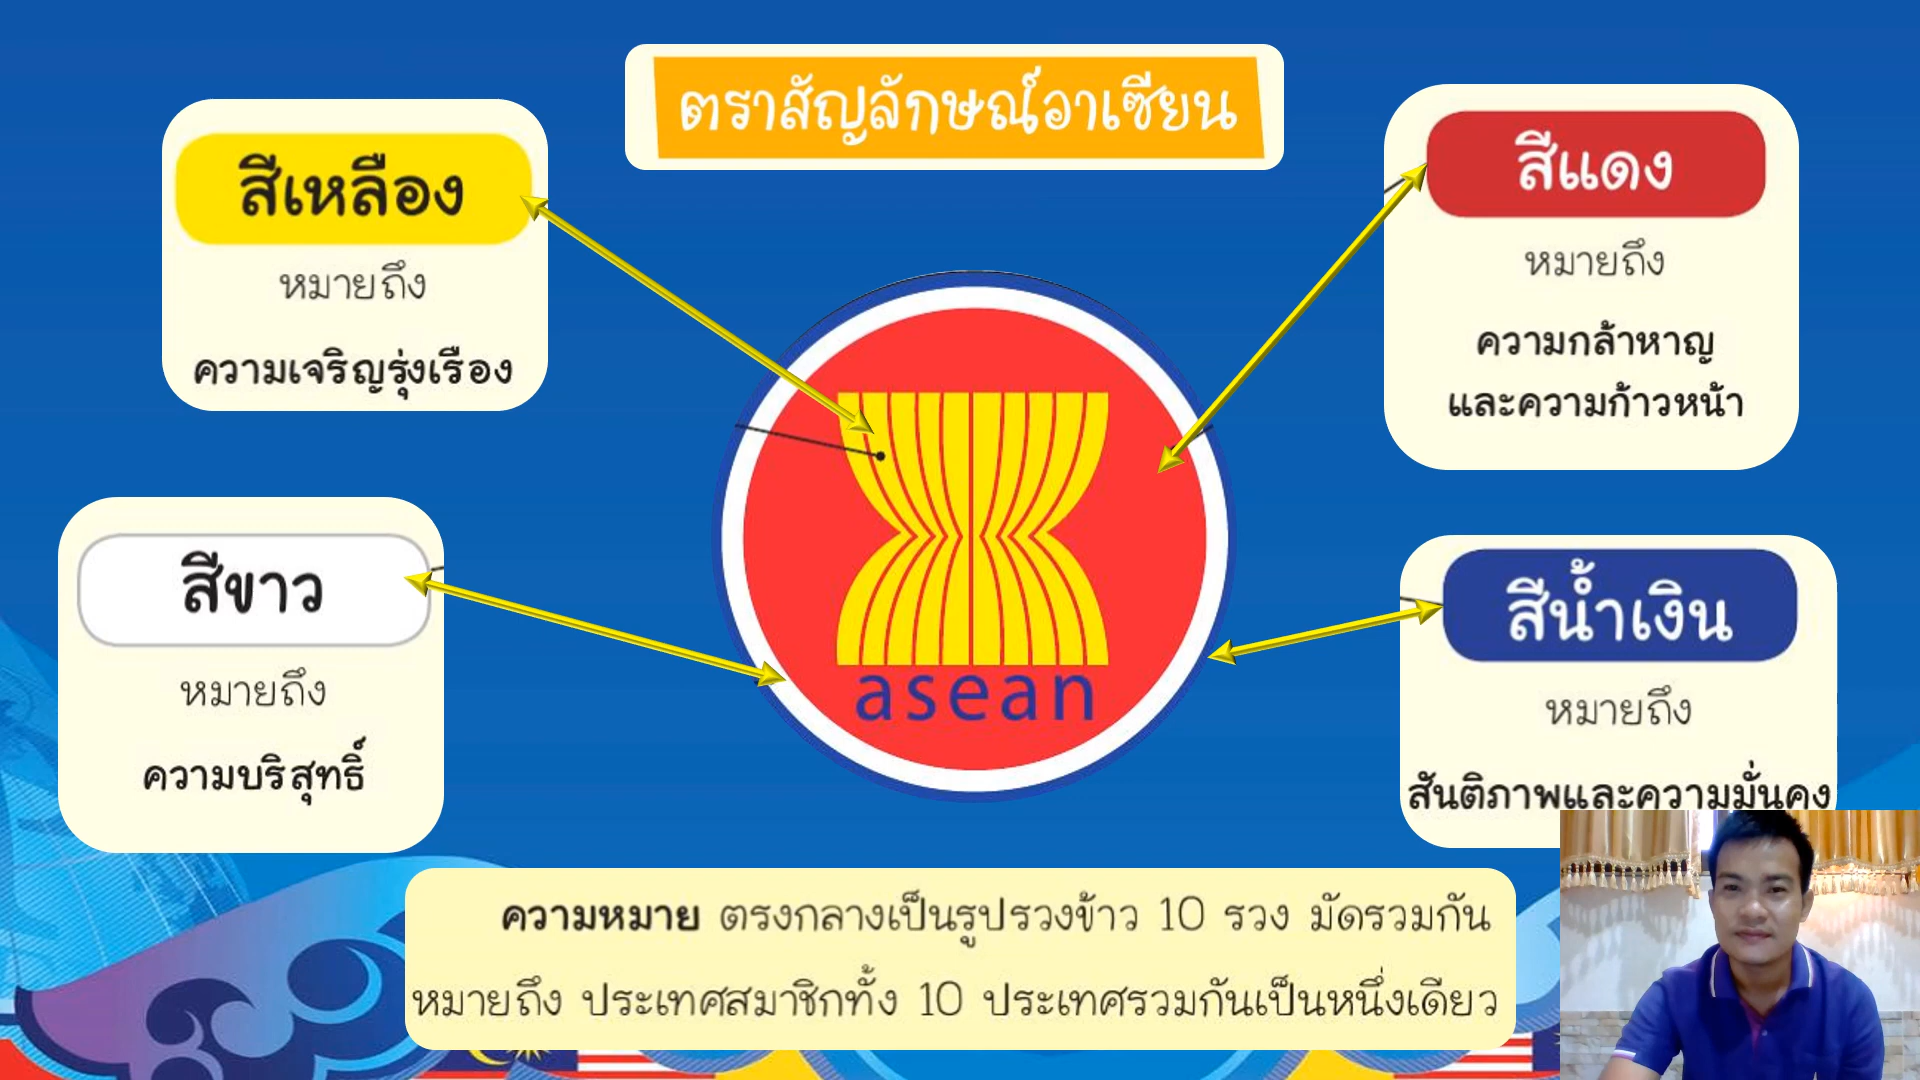 ตราสัญลักษณ์อาเซียน
สีเหลือง
หมายถึง
ความเจริญรุ่งเรือง
สีแดง
หมายถึง
ความกล้าหาญ
และความก้าวหน้า
สีขาว
หมายถึง
ความบริสุทธิ์
asean
สีน้ำเงิน
หมายถึง
สันติภาพและความมั่นคง
ความหมาย ตรงกลางเป็นรูปรวงข้าว 10 รวง มัดรวมกัน
หมายถึง ประเทศสมาชิกทั้ง 10 ประเทศรวมกันเป็นหนึ่งเดียว